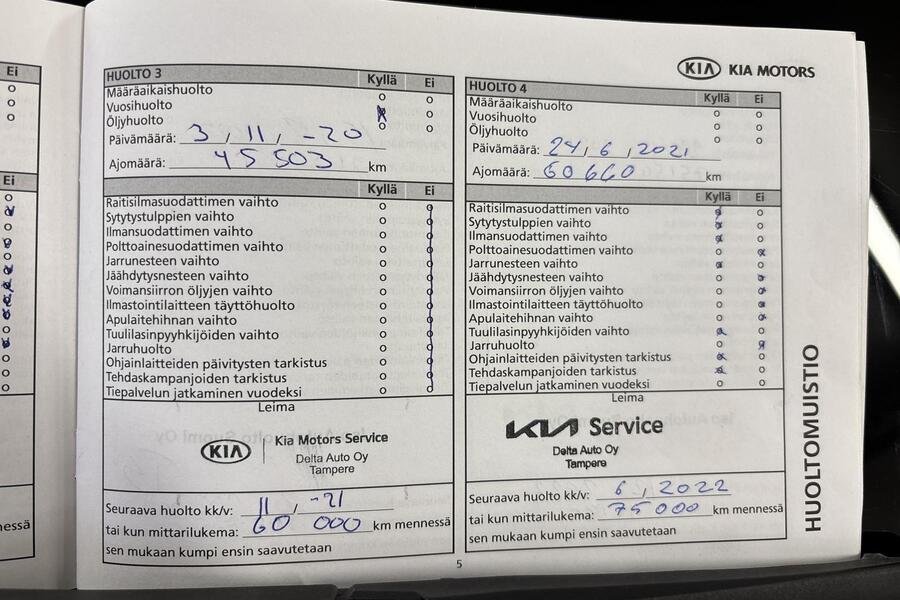 Ei
Ei
nessä
HUOLTO 3 Kyllä Ei
Määräaikaishuolto
Vuosihuolto
Öljyhuolto
Päivämäärä: 3, 11, -20
Ajomäärä: 45 503 km
Kyllä Ei
Raitisilmasuodattimen vaihto
Sytytystulppien vaihto
Ilmansuodattimen vaihto
Polttoainesuodattimen vaihto
Jarrunesteen vaihto
Jäähdytysnesteen vaihto
Voimansiirron öljyjen vaihto
Ilmastointilaitteen täyttöhuolto
Apulaitehihnan vaihto
Tuulilasinpyyhkijöiden vaihto
Jarruhuolto
Ohjainlaitteiden päivitysten tarkistus
Tehdaskampanjoiden tarkistus
Tiepalvelun jatkaminen vuodeksi
Leima
KIA Kia Motors Service
Delta Auto Oy
Tampere
Seuraava huolto kk/v: 11, -21
tai kun mittarilukema: 60 000 km mennessä
sen mukaan kumpi ensin saavutetaan
KIA KIA MOTORS
HUOLTO 4 Kyllä Ei
Määräaikaishuolto
Vuosihuolto
Öljyhuolto
Päivämäärä: 24, 6, 2021
Ajomäärä: 60 660 km
Kyllä Ei
Raitisilmasuodattimen vaihto
Sytytystulppien vaihto
Ilmansuodattimen vaihto
Polttoainesuodattimen vaihto
Jarrunesteen vaihto
Jäähdytysnesteen vaihto
Voimansiirron öljyjen vaihto
Ilmastointilaitteen täyttöhuolto
Apulaitehihnan vaihto
Tuulilasinpyyhkijöiden vaihto
Jarruhuolto
Ohjainlaitteiden päivitysten tarkistus
Tehdaskampanjoiden tarkistus
Tiepalvelun jatkaminen vuodeksi
Leima
KIA Service
Delta Auto Oy
Tampere
Seuraava huolto kk/v: 6, 2022
tai kun mittarilukema: 75 000 km mennessä
sen mukaan kumpi ensin saavutetaan
HUOLTOMUISTIO
5